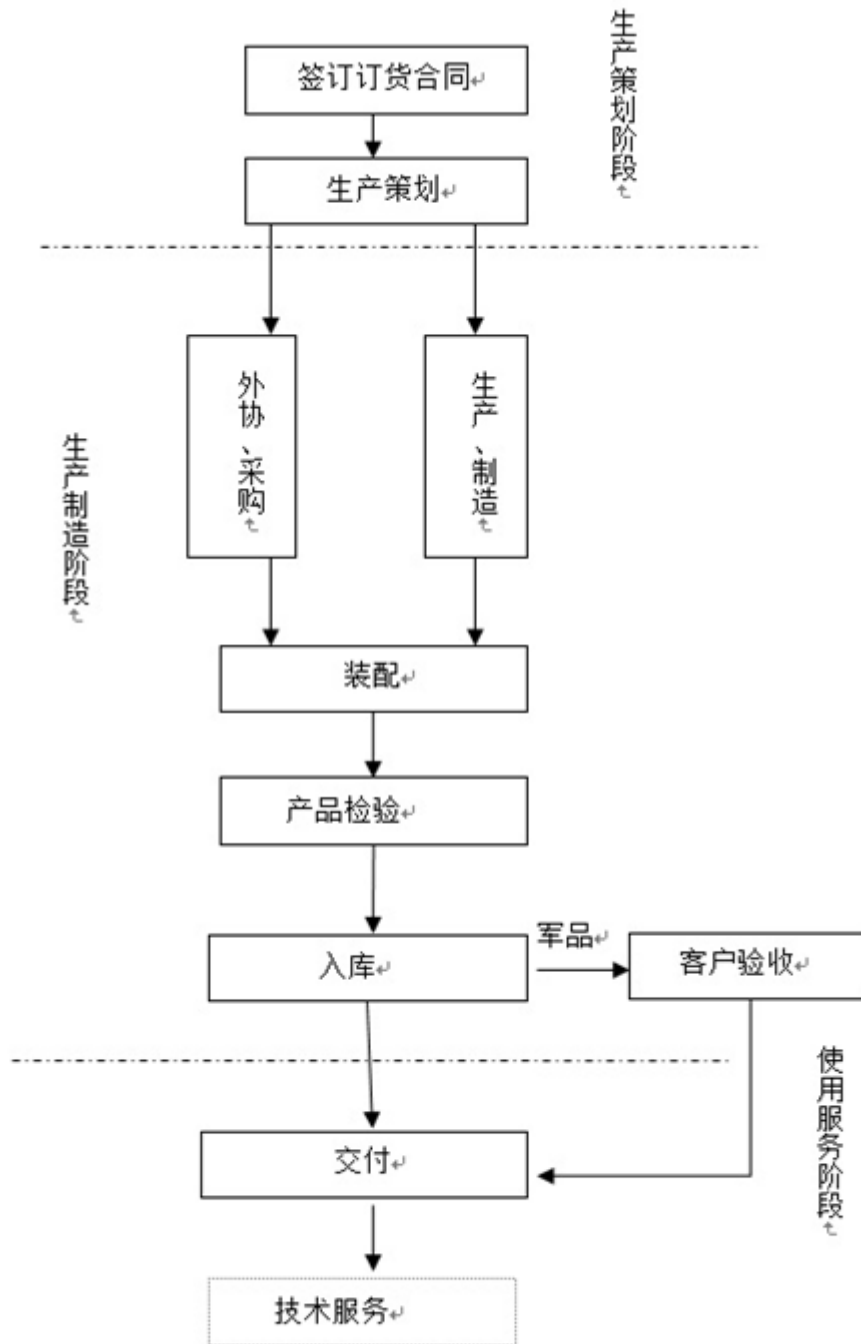 签订订货合同
生产策划阶段
生产策划
外协、采购
生产、制造
生产制造阶段
装配
产品检验
军品
入库
客户验收
使用服务阶段
交付
技术服务